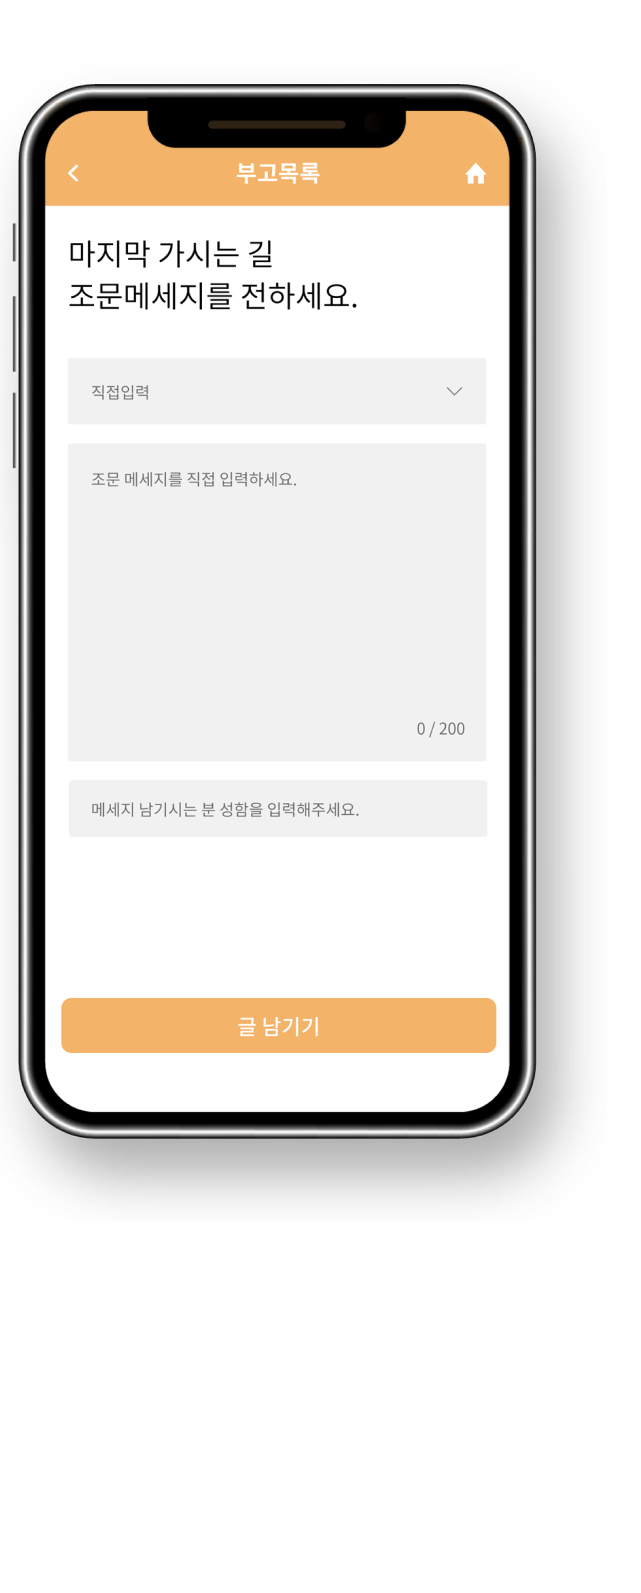 부고목록
마지막 가시는 길
조문메세지를 전하세요.
직접입력
조문 메세지를 직접 입력하세요.
0 / 200
메세지 남기시는 분 성함을 입력해주세요.
글 남기기